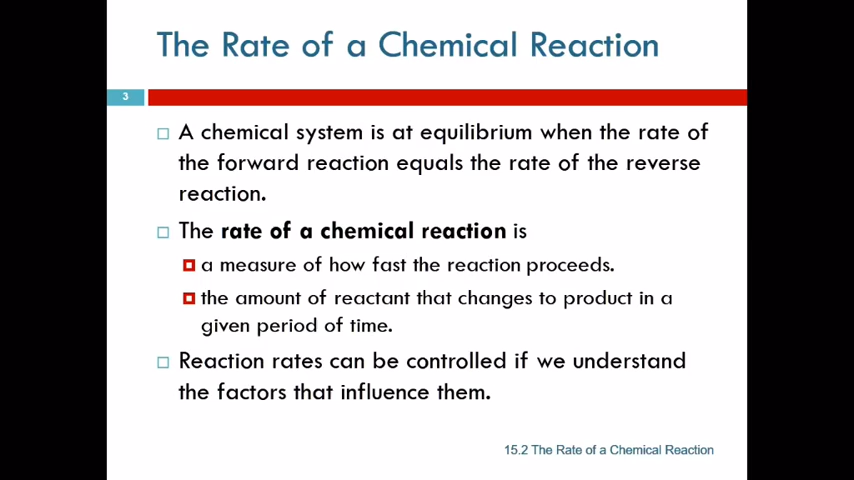 The Rate of a Chemical Reaction
3
A chemical system is at equilibrium when the rate of
the forward reaction equals the rate of the reverse
reaction.
The rate of a chemical reaction is
a measure of how fast the reaction proceeds.
the amount of reactant that changes to product in a
given period of time.
Reaction rates can be controlled if we understand
the factors that influence them.
15.2 The Rate of a Chemical Reaction